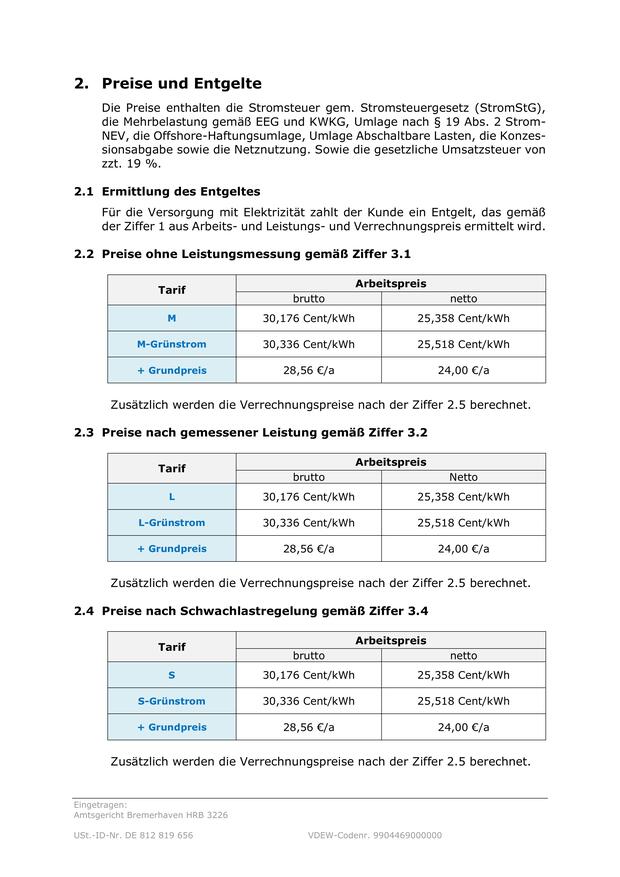 2. Preise und Entgelte
Die Preise enthalten die Stromsteuer gem. Stromsteuergesetz (StromStG),
die Mehrbelastung gemäß EEG und KWKG, Umlage nach § 19 Abs. 2 Strom-
NEV, die Offshore-Haftungsumlage, Umlage Abschaltbare Lasten, die Konzes-
sionsabgabe sowie die Netznutzung. Sowie die gesetzliche Umsatzsteuer von
zzt. 19 %.
2.1 Ermittlung des Entgeltes
Für die Versorgung mit Elektrizität zahlt der Kunde ein Entgelt, das gemäß
der Ziffer 1 aus Arbeits- und Leistungs- und Verrechnungspreis ermittelt wird.
2.2 Preise ohne Leistungsmessung gemäß Ziffer 3.1
Tarif Arbeitspreis
brutto netto
M 30,176 Cent/kWh 25,358 Cent/kWh
M-Grünstrom 30,336 Cent/kWh 25,518 Cent/kWh
+ Grundpreis 28,56 €/a 24,00 €/a
Zusätzlich werden die Verrechnungspreise nach der Ziffer 2.5 berechnet.
2.3 Preise nach gemessener Leistung gemäß Ziffer 3.2
Tarif Arbeitspreis
brutto Netto
L 30,176 Cent/kWh 25,358 Cent/kWh
L-Grünstrom 30,336 Cent/kWh 25,518 Cent/kWh
+ Grundpreis 28,56 €/a 24,00 €/a
Zusätzlich werden die Verrechnungspreise nach der Ziffer 2.5 berechnet.
2.4 Preise nach Schwachlastregelung gemäß Ziffer 3.4
Tarif Arbeitspreis
brutto netto
S 30,176 Cent/kWh 25,358 Cent/kWh
S-Grünstrom 30,336 Cent/kWh 25,518 Cent/kWh
+ Grundpreis 28,56 €/a 24,00 €/a
Zusätzlich werden die Verrechnungspreise nach der Ziffer 2.5 berechnet.
Eingetragen:
Amtsgericht Bremerhaven HRB 3226
USt.-ID-Nr. DE 812 819 656 VDEW-Codenr. 9904469000000